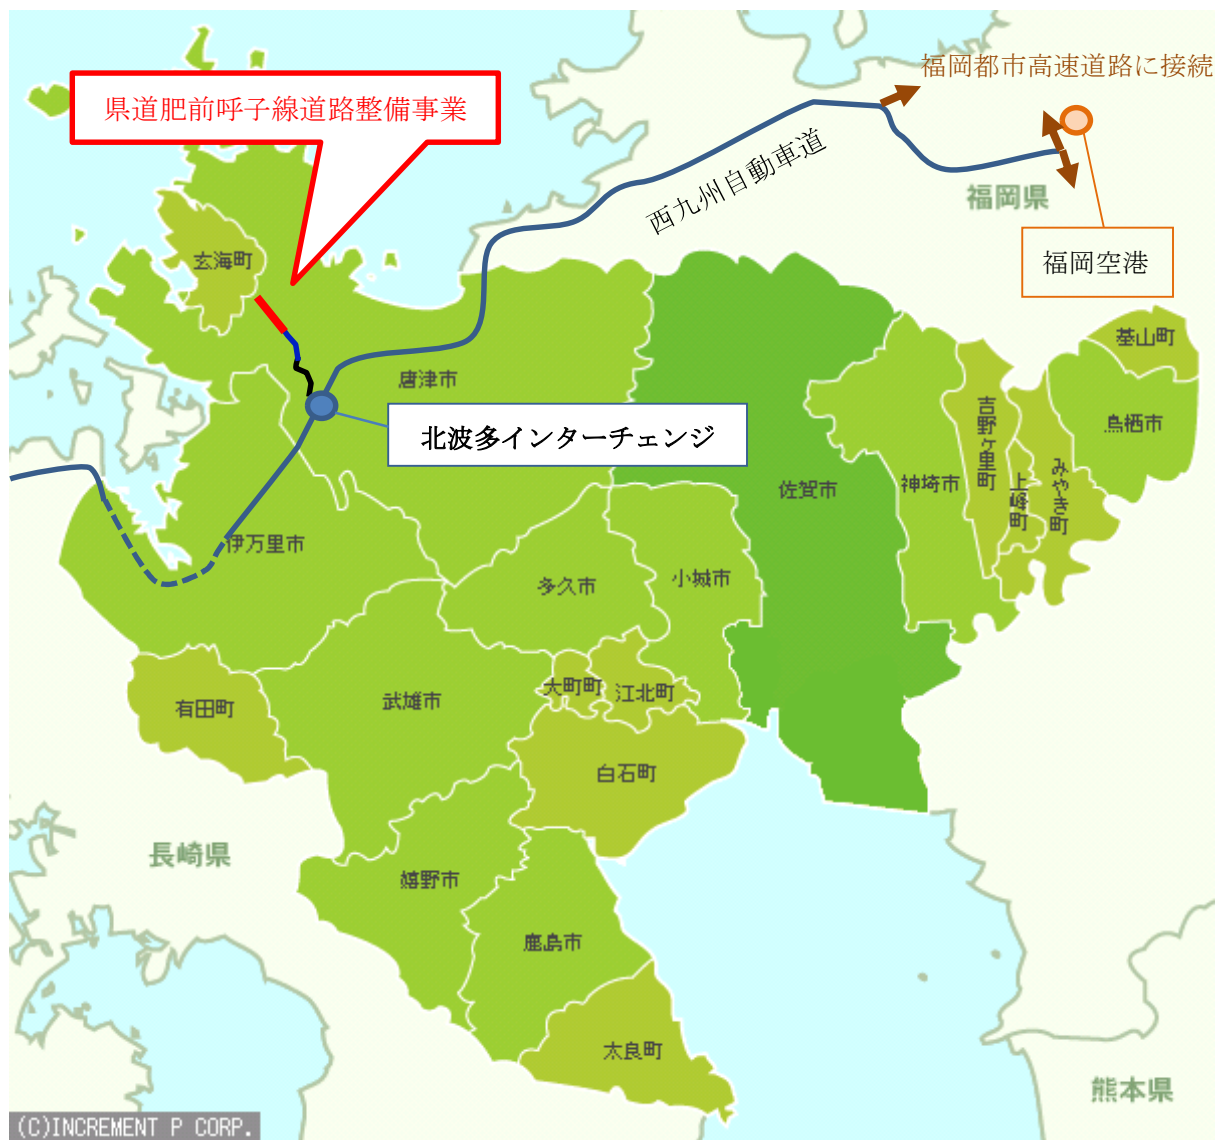 福岡都市高速道路に接続
県道肥前呼子線道路整備事業
西九州自動車道
福岡県
玄海町
福岡空港
基山町
唐津市
吉野ヶ里町
鳥栖市
北波多インターチェンジ
佐賀市
神埼市
上峰町
みやき町
伊万里市
多久市
小城市
大町町
江北町
有田町
武雄市
白石町
長崎県
嬉野市
鹿島市
太良町
熊本県
(C)INCREMENT P CORP.